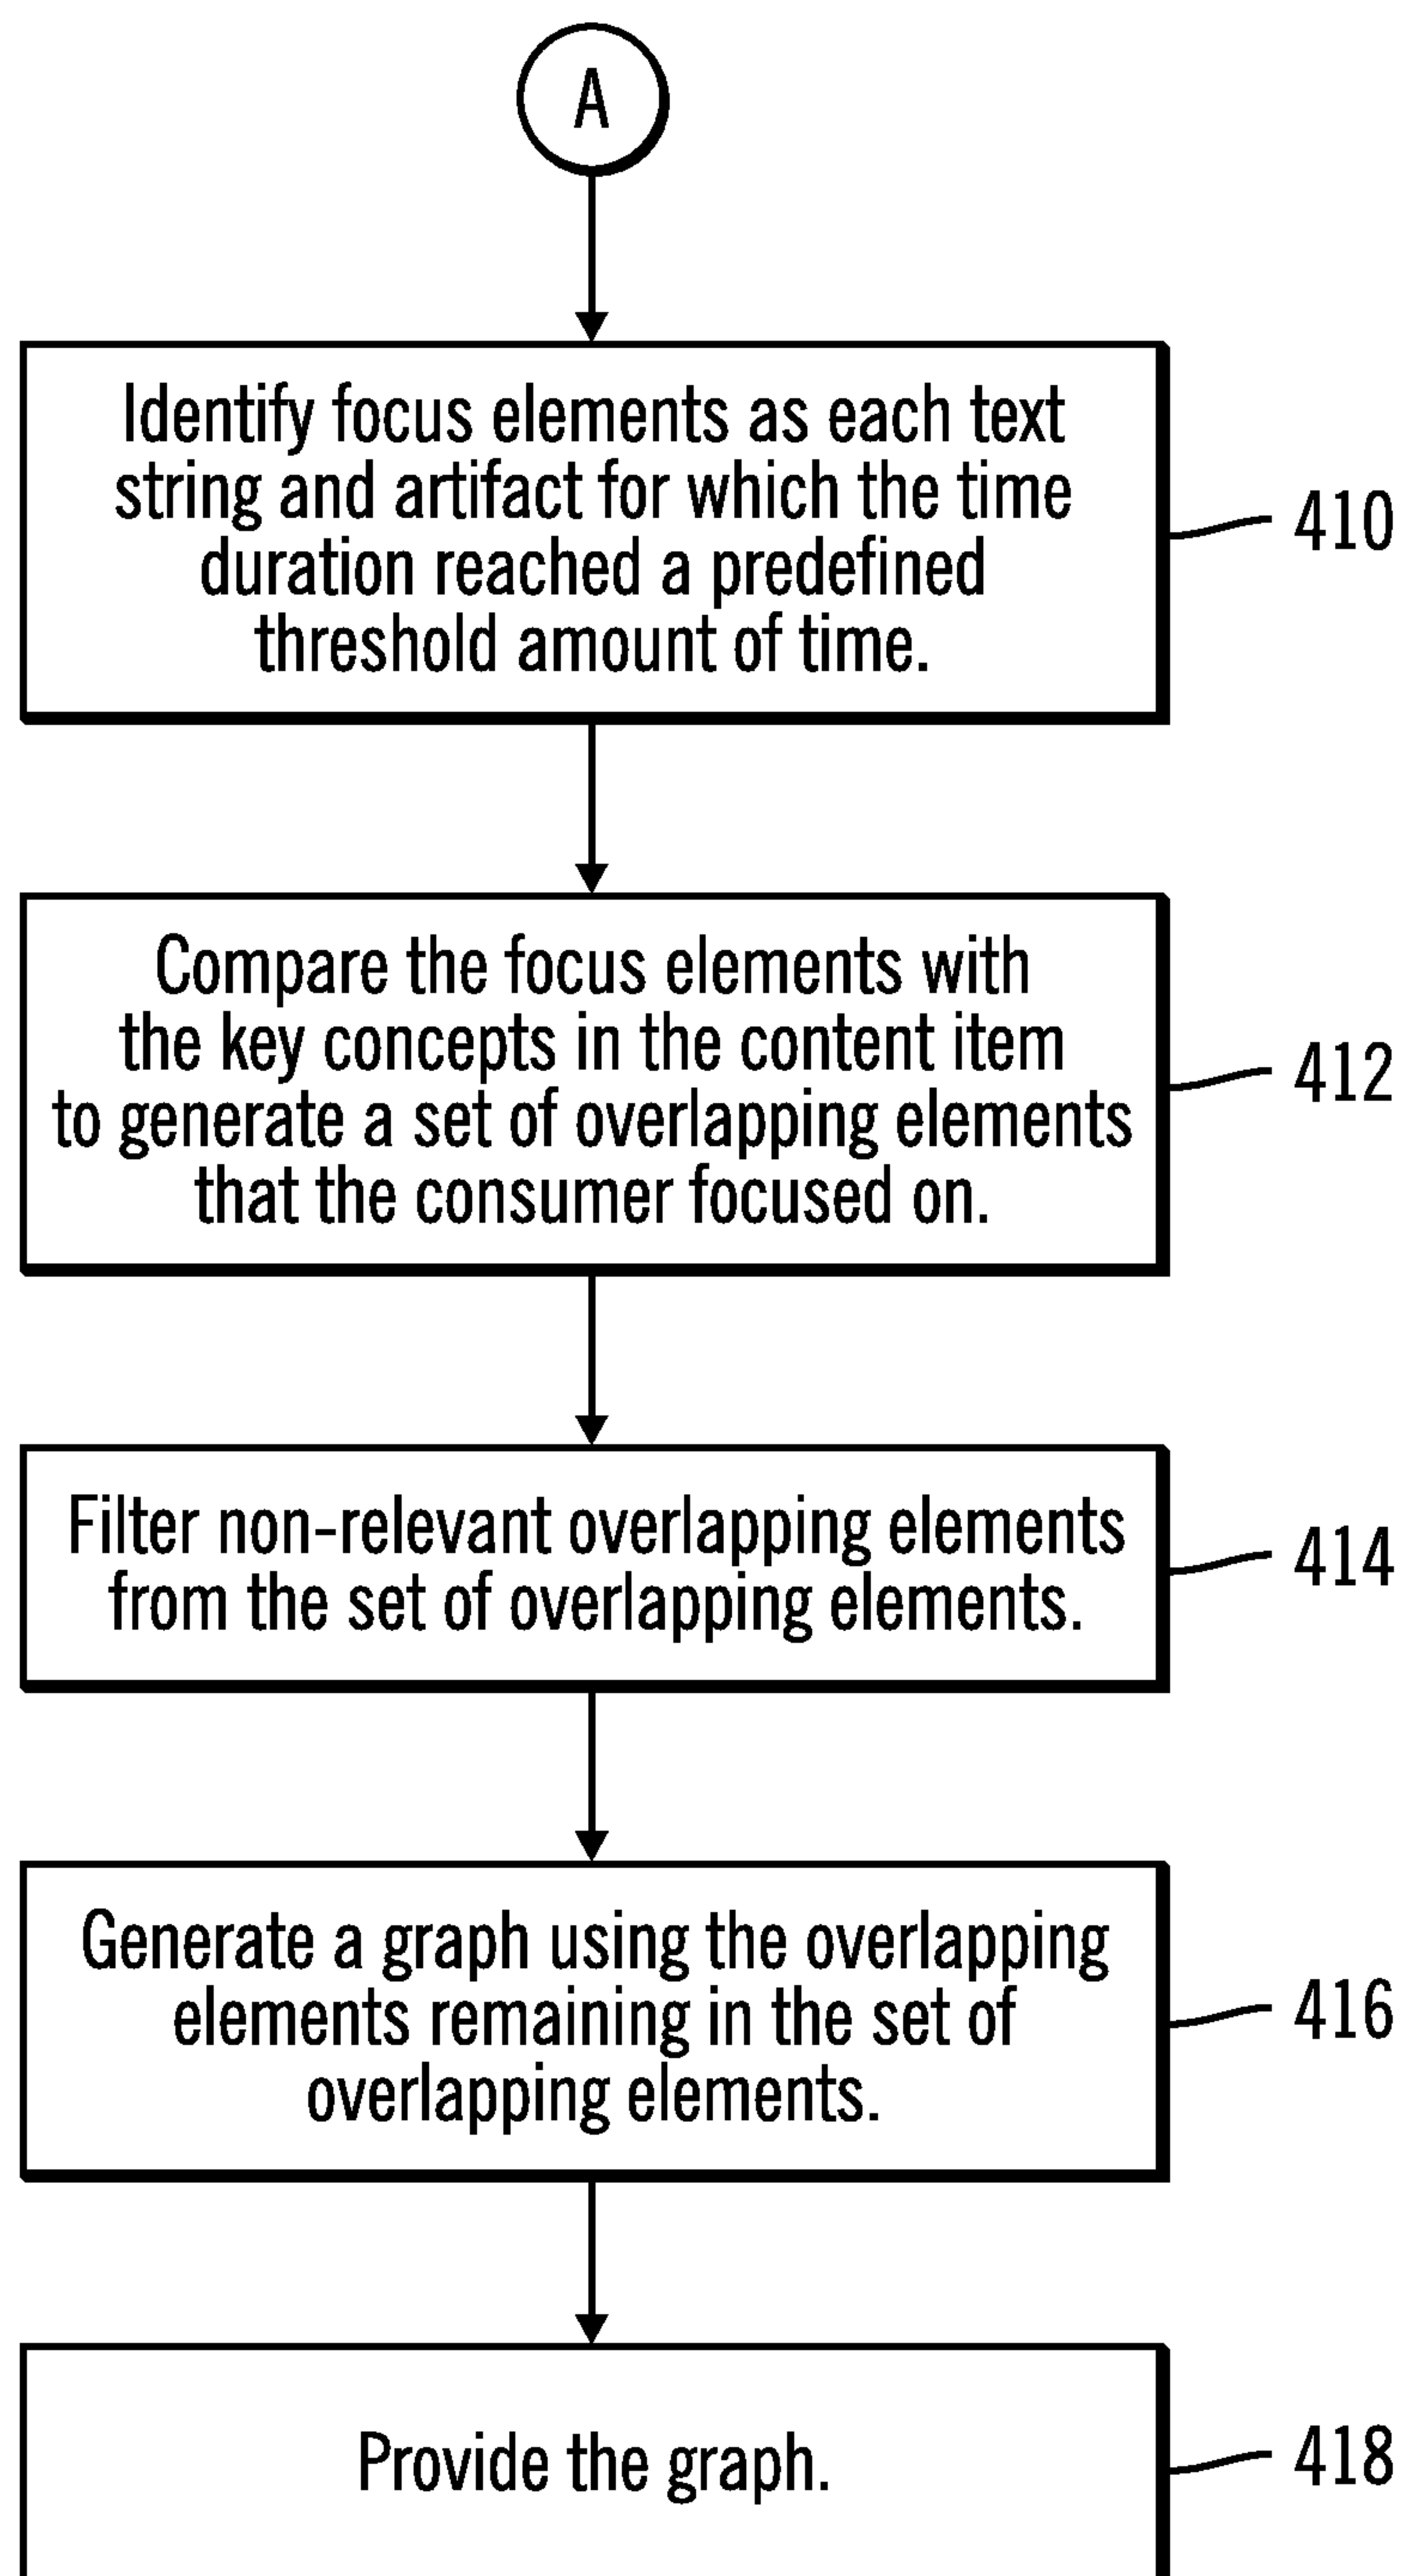 A
Identify focus elements as each text
string and artifact for which the time
duration reached a predefined
threshold amount of time.
410
Compare the focus elements with
the key concepts in the content item
to generate a set of overlapping elements
that the consumer focused on.
412
Filter non-relevant overlapping elements
from the set of overlapping elements.
414
Generate a graph using the overlapping
elements remaining in the set of
overlapping elements.
416
Provide the graph.
418